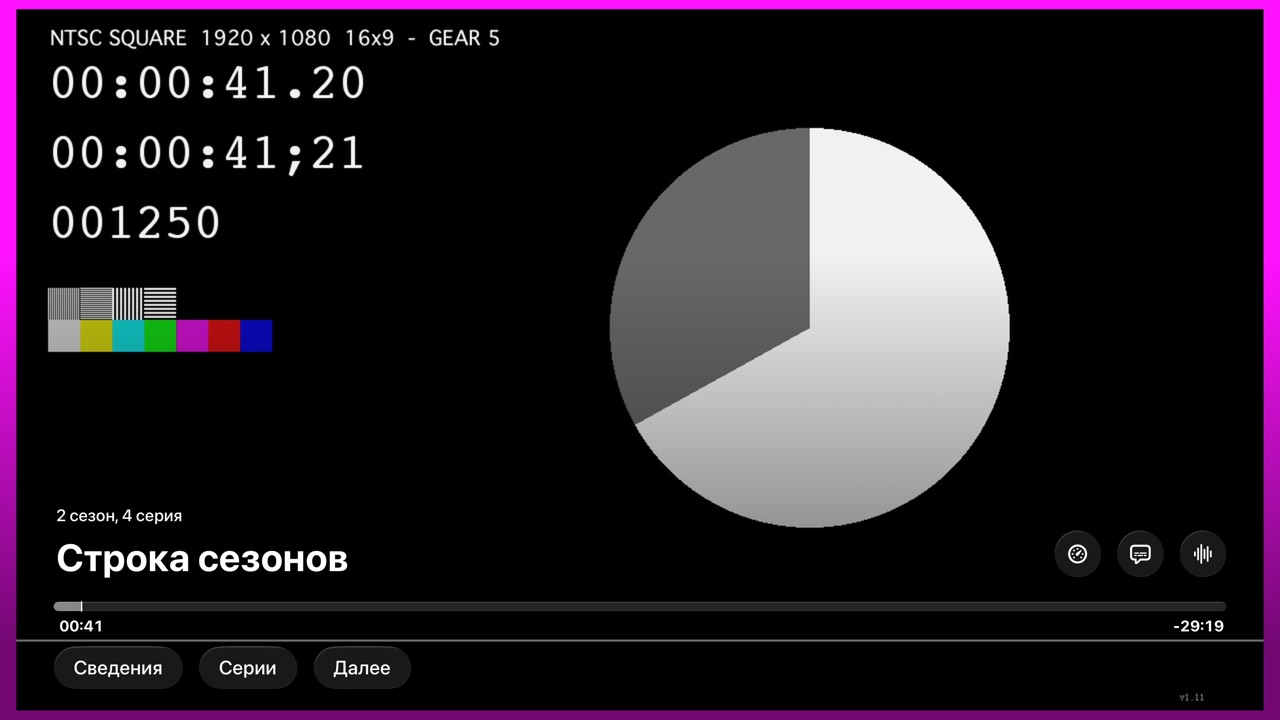 NTSC SQUARE 1920 x 1080 16x9 - GEAR 5
00:00:41.20
00:00:41;21
001250
2 сезон, 4 серия
Строка сезонов
00:41
-29:19
Сведения
Серии
Далее
v1.11